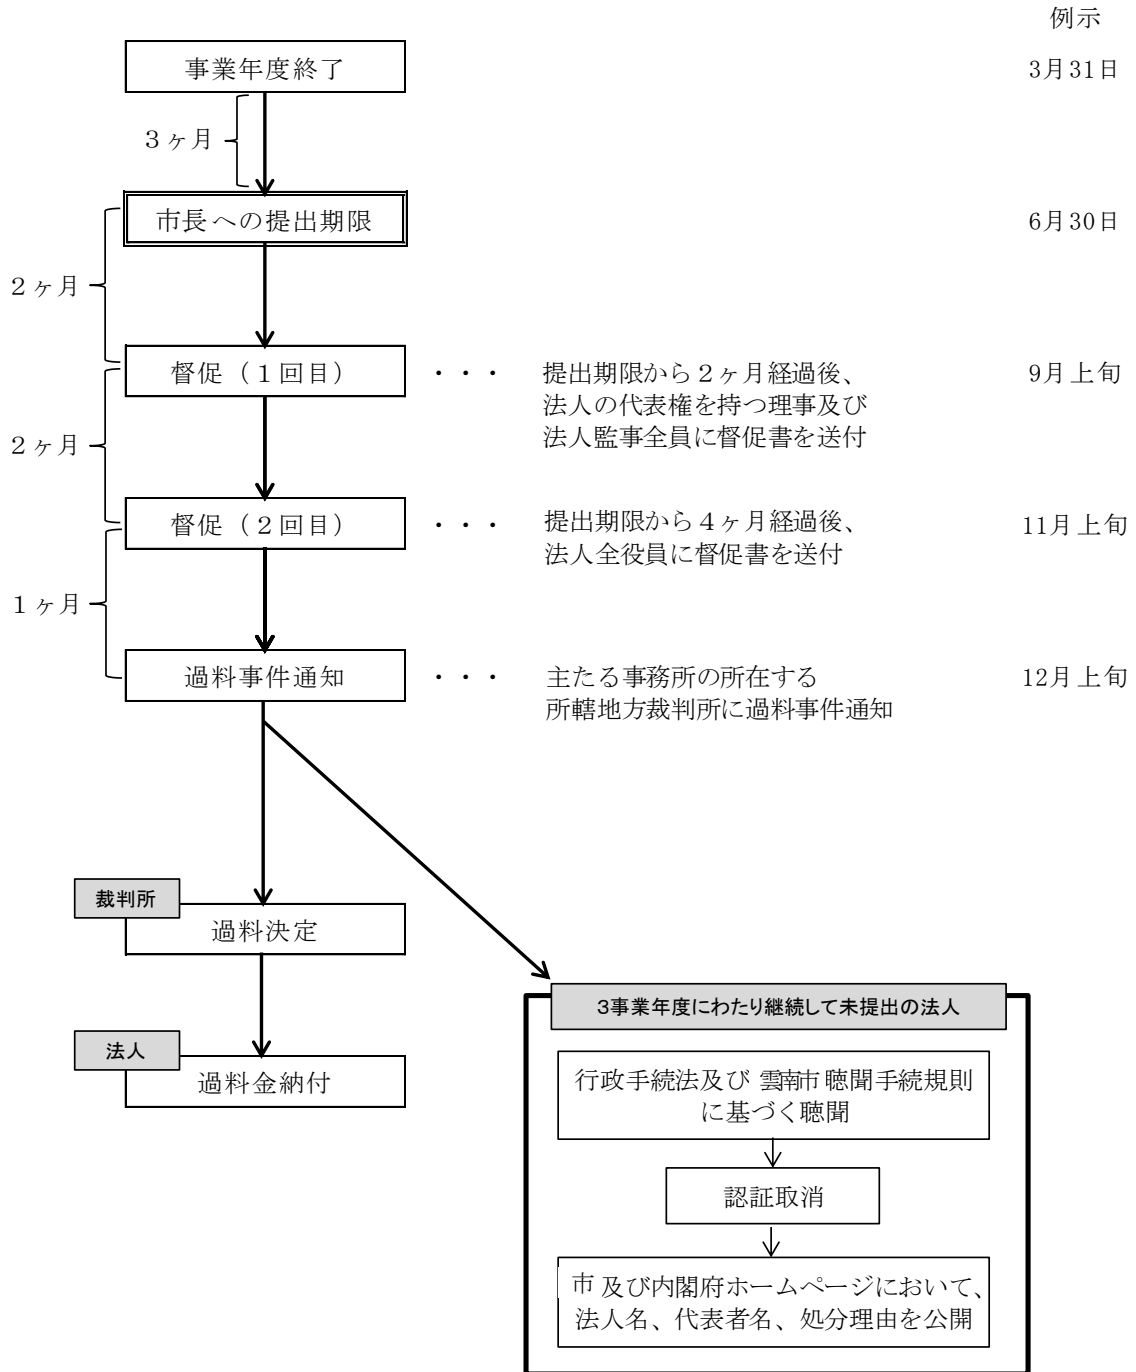 例示
事業年度終了
3月31日
3ヶ月
市長への提出期限
6月30日
2ヶ月
督促（1回目）
・・・
提出期限から2ヶ月経過後、
法人の代表権を持つ理事及び
法人監事全員に督促書を送付
9月上旬
2ヶ月
督促（2回目）
・・・
提出期限から4ヶ月経過後、
法人全役員に督促書を送付
11月上旬
1ヶ月
過料事件通知
・・・
主たる事務所の所在する
所轄地方裁判所に過料事件通知
12月上旬
裁判所
過料決定
法人
過料金納付
3事業年度にわたり継続して未提出の法人
行政手続法及び雲南市聴聞手続規則
に基づく聴聞
認証取消
市及び内閣府ホームページにおいて、
法人名、代表者名、処分理由を公開